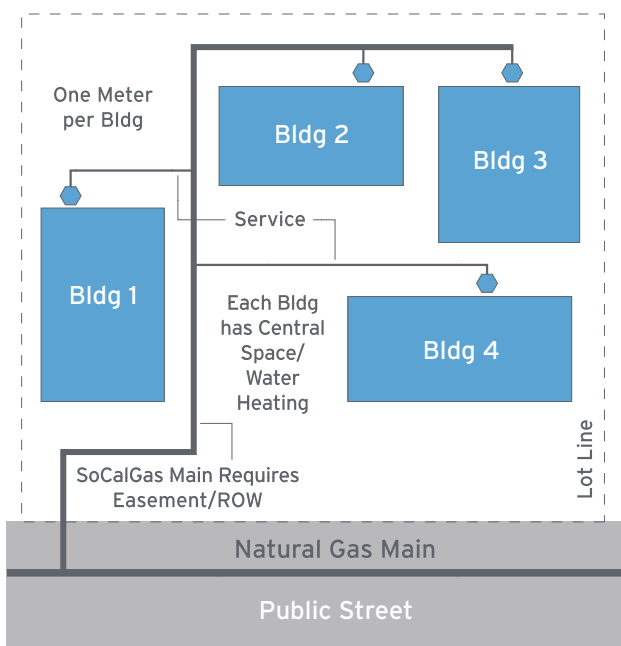 One Meter
per Bldg
Bldg 2
Bldg 3
Service
Bldg 1
Each Bldg
has Central
Space/
Water
Heating
Bldg 4
SoCalGas Main Requires
Easement/ROW
Lot Line
Natural Gas Main
Public Street